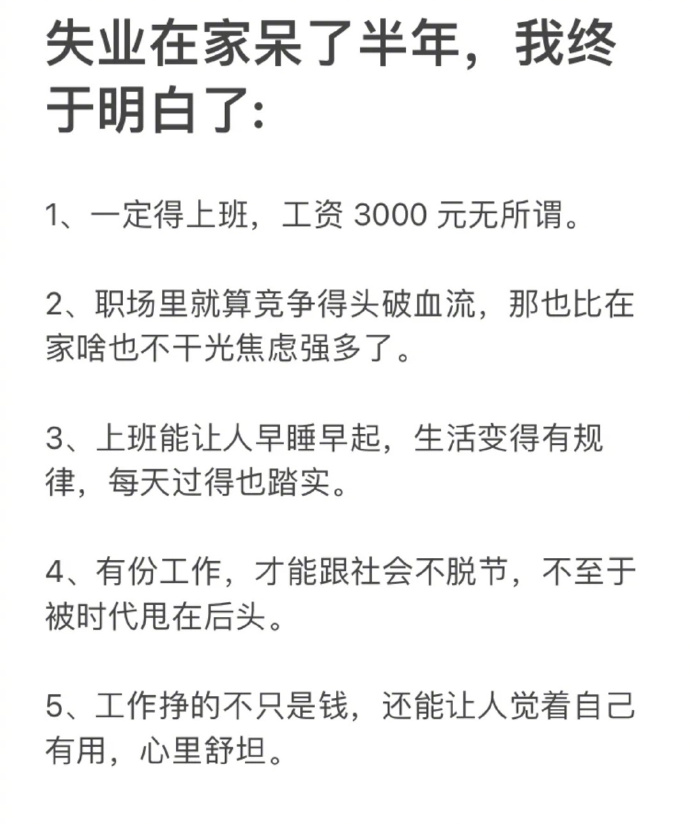 失业在家呆了半年，我终
于明白了:
1、一定得上班，工资 3000 元无所谓。
2、职场里就算竞争得头破血流，那也比在
家啥也不干光焦虑强多了。
3、上班能让人早睡早起，生活变得有规
律，每天过得也踏实。
4、有份工作，才能跟社会不脱节，不至于
被时代甩在后头。
5、工作挣的不只是钱，还能让人觉着自己
有用，心里舒坦。